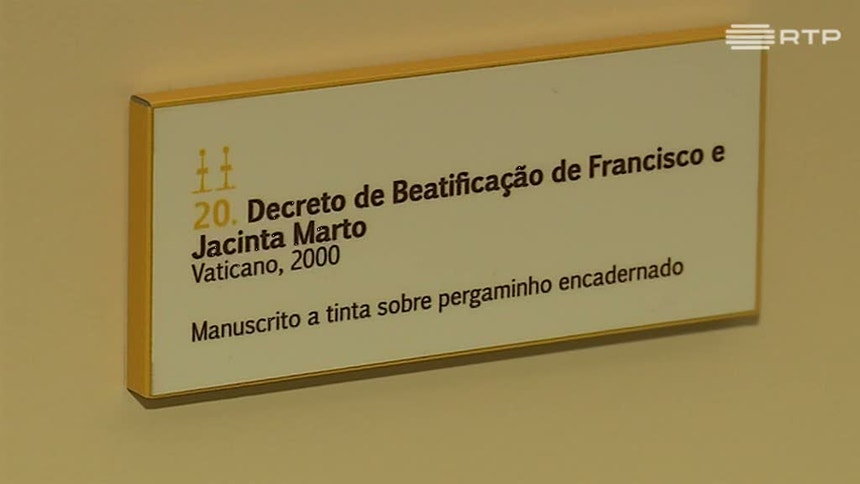 RTP
20. Decreto de Beatificação de Francisco e
Jacinta Marto
Vaticano, 2000
Manuscrito a tinta sobre pergaminho encadernado